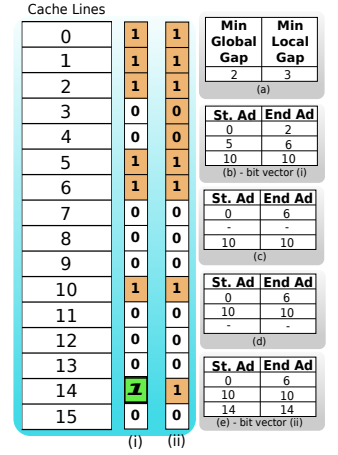 Cache Lines
0 1 1
1 1 1
2 1 1
3 0 0
4 0 0
5 1 1
6 1 1
7 0 0
8 0 0
9 0 0
10 1 1
11 0 0
12 0 0
13 0 0
14 1 1
15 0 0
(i) (ii)
Min Global Gap Min Local Gap
2 3
(a)
St. Ad End Ad
0 2
5 6
10 10
(b) - bit vector (i)
St. Ad End Ad
0 6
- -
10 10
(c)
St. Ad End Ad
0 6
10 10
- -
(d)
St. Ad End Ad
0 6
10 10
14 14
(e) - bit vector (ii)